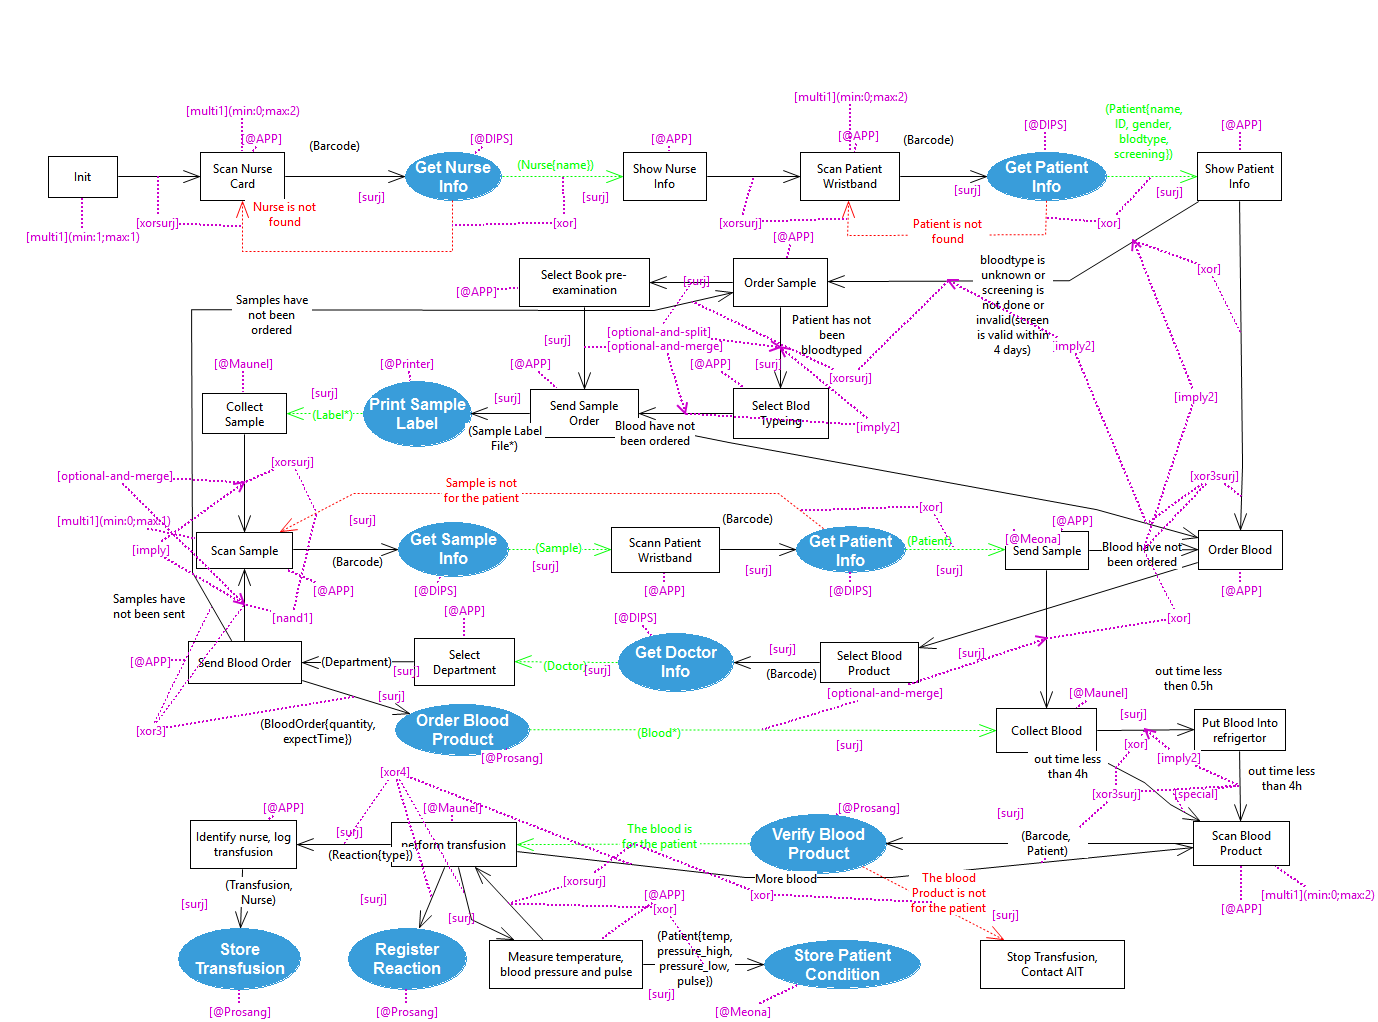 [multi1](min:0;max:2)
[multi1](min:0;max:2)
(Patient{name,
ID, gender,
blodtype,
screening})
[@APP]
(Barcode)
[@DIPS]
[@APP]
[@APP]
(Barcode)
[@DIPS]
[@APP]
Init
Scan Nurse
Card
Get Nurse
Info
(Nurse{name})
Show Nurse
Info
Scan Patient
Wristband
Get Patient
Info
Show Patient
Info
[surj]
[surj]
[surj]
[surj]
Nurse is not
found
[xorsurj]
[xor]
[xorsurj]
Patient is not
found
[xor]
[multi1](min:1;max:1)
[@APP]
Select Book pre-
examination
[surj]
Order Sample
bloodtype is
unknown or
screening is
not done or
invalid(screen
is valid within
4 days)
[xor]
[@APP]
Samples have
not been
ordered
Patient has not
been
bloodtyped
[optional-and-split]
[optional-and-merge]
[surj]
[imply2]
[@Maunel]
[@Printer]
[@APP]
[@APP]
[surj]
[xorsurj]
Collect
Sample
[surj]
(Label*)
Print Sample
Label
[surj]
Send Sample
Order
Select Blod
Typeing
[imply2]
(Sample Label
File*)
Blood have not
been ordered
[imply2]
[xorsurj]
[optional-and-merge]
Sample is not
for the patient
[xor3surj]
[multi1](min:0;max:1)
[surj]
(Barcode)
[xor]
[@APP]
[imply]
Scan Sample
Get Sample
Info
(Sample)
Scann Patient
Wristband
Get Patient
Info
(Patient)
[@Meona]
Send Sample
Blood have not
been ordered
Order Blood
(Barcode)
[surj]
[surj]
[surj]
[@APP]
[@DIPS]
[@APP]
[@DIPS]
[@APP]
Samples have
not been sent
[nand1]
[@APP]
[@DIPS]
[xor]
[@APP]
Send Blood Order
(Department)
[surj]
Select
Department
(Doctor)
[surj]
Get Doctor
Info
[surj]
(Barcode)
Select Blood
Product
[surj]
[surj]
[optional-and-merge]
[@Maunel]
out time less
then 0.5h
[xor3]
(BloodOrder{quantity,
expectTime})
Order Blood
Product
(Blood*)
[surj]
Collect Blood
[surj]
Put Blood Into
refrigertor
[@Prosang]
[xor]
[imply2]
out time less
than 4h
out time less
than 4h
[xor4]
[xor3surj]
[special]
[@APP]
[@Maunel]
[@Prosang]
[surj]
Identify nurse, log
transfusion
[surj]
(Reaction{type})
perform transfusion
The blood is
for the patient
Verify Blood
Product
(Barcode,
Patient)
Scan Blood
Product
(Transfusion,
Nurse)
[xorsurj]
More blood
The blood
Product is not
for the patient
[multi1](min:0;max:2)
[surj]
[surj]
[surj]
[@APP]
[xor]
[xor]
[surj]
[@APP]
Store
Transfusion
Register
Reaction
Measure temperature,
blood pressure and pulse
(Patient{temp,
pressure_high,
pressure_low,
pulse})
Store Patient
Condition
Stop Transfusion,
Contact AIT
[surj]
[@Prosang]
[@Prosang]
[@Meona]